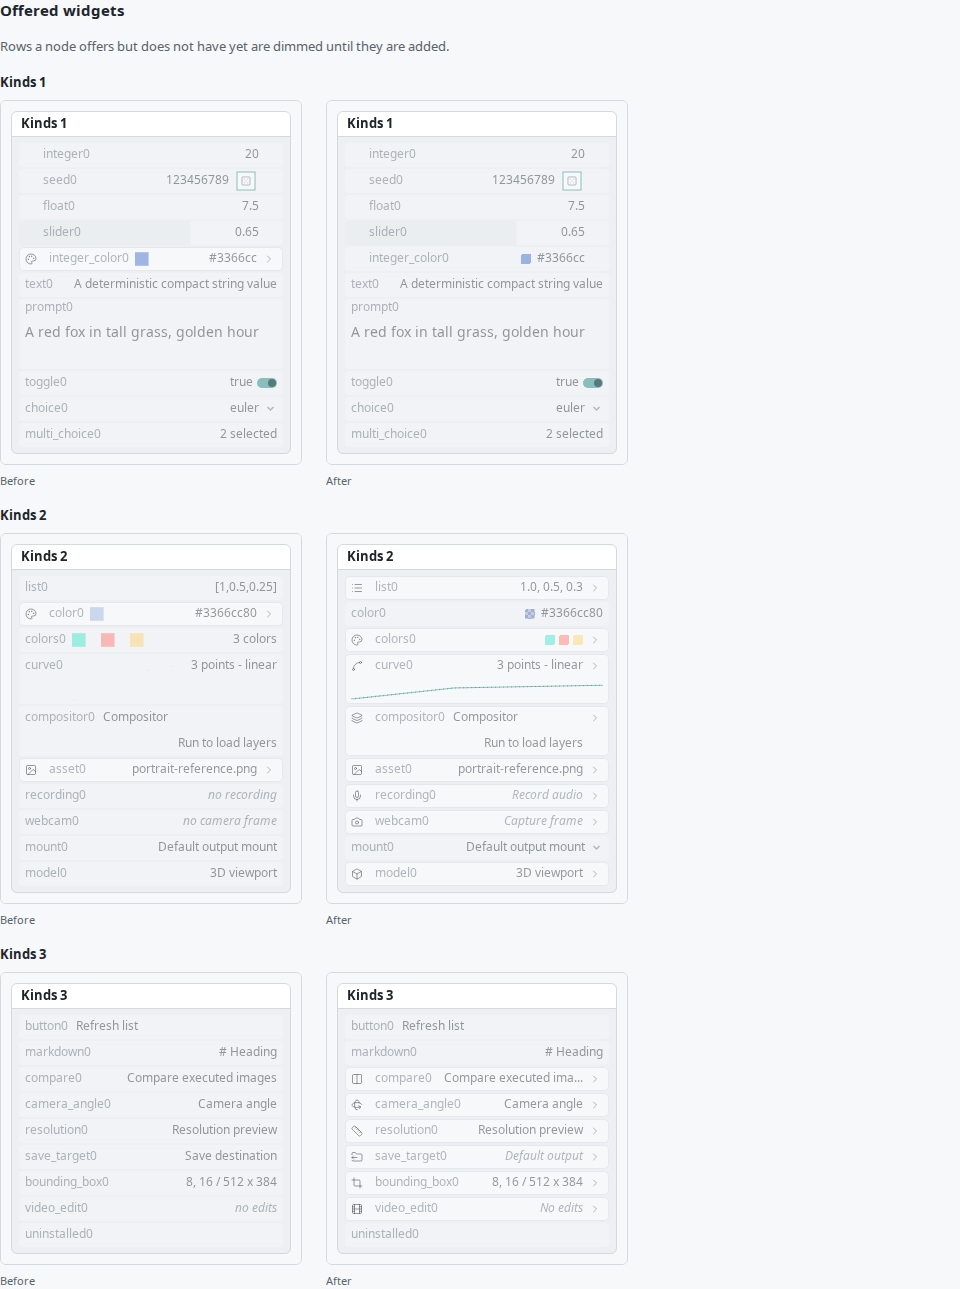 Offered widgets
Rows a node offers but does not have yet are dimmed until they are added.
Kinds 1
Kinds 1
integer0 20
seed0 123456789
float0 7.5
slider0 0.65
integer_color0 #3366cc
text0 A deterministic compact string value
prompt0
A red fox in tall grass, golden hour
toggle0 true
choice0 euler
multi_choice0 2 selected
Before
Kinds 1
integer0 20
seed0 123456789
float0 7.5
slider0 0.65
integer_color0 #3366cc
text0 A deterministic compact string value
prompt0
A red fox in tall grass, golden hour
toggle0 true
choice0 euler
multi_choice0 2 selected
After
Kinds 2
Kinds 2
list0 [1,0.5,0.25]
color0 #3366cc80
colors0 3 colors
curve0 3 points - linear
compositor0 Compositor
Run to load layers
asset0 portrait-reference.png
recording0 no recording
webcam0 no camera frame
mount0 Default output mount
model0 3D viewport
Before
Kinds 2
list0 1.0, 0.5, 0.3
color0 #3366cc80
colors0
curve0 3 points - linear
compositor0 Compositor
Run to load layers
asset0 portrait-reference.png
recording0 Record audio
webcam0 Capture frame
mount0 Default output mount
model0 3D viewport
After
Kinds 3
Kinds 3
button0 Refresh list
markdown0 # Heading
compare0 Compare executed images
camera_angle0 Camera angle
resolution0 Resolution preview
save_target0 Save destination
bounding_box0 8, 16 / 512 x 384
video_edit0 no edits
uninstalled0
Before
Kinds 3
button0 Refresh list
markdown0 # Heading
compare0 Compare executed ima...
camera_angle0 Camera angle
resolution0 Resolution preview
save_target0 Default output
bounding_box0 8, 16 / 512 x 384
video_edit0 No edits
uninstalled0
After